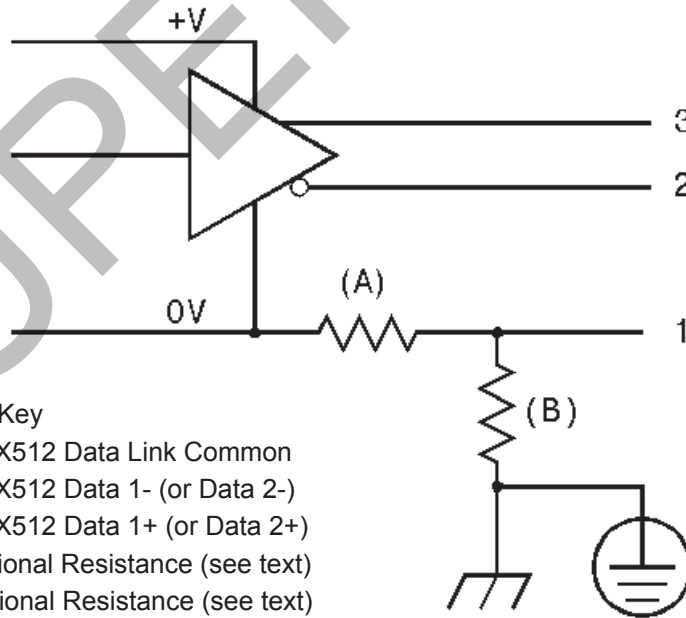 +V
3
2
(A)
0V
1
(B)
Key
X512 Data Link Common
X512 Data 1- (or Data 2-)
X512 Data 1+ (or Data 2+)
ional Resistance (see text)
ional Resistance (see text)